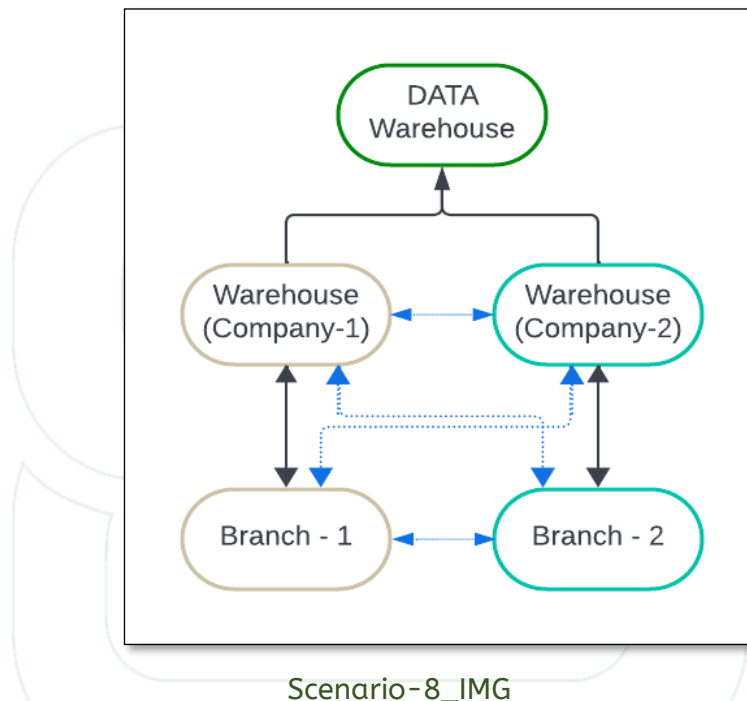 DATA
Warehouse
Warehouse
(Company-1)
Warehouse
(Company-2)
Branch - 1
Branch - 2
Scenario-8_IMG